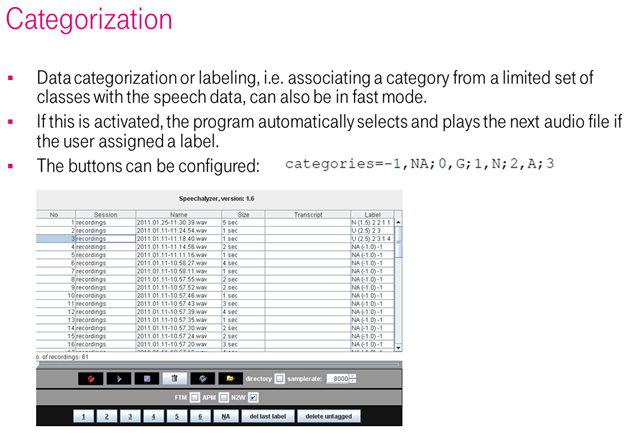 Categorization
Data categorization or labeling, i.e. associating a category from a limited set of
classes with the speech data, can also be in fast mode.
If this is activated, the program automatically selects and plays the next audio file if
the user assigned a label.
The buttons can be configured: categories=-1,NA;0,G;1,N;2,A;3
Speechalyzer, version: 1.6
No Session Name Size Transcript Label
1 recordings 2011.01.25-11.30.39.wav 5 sec N (1.5) 2 2 1 1
2 recordings 2011.01.11-11.24.54.wav 1 sec U (2.5) 2 3
3 recordings 2011.01.11-11.18.40.wav 1 sec U (2.5) 2 3 1 4
4 recordings 2011.01.11-11.14.56.wav 2 sec NA (-1.0) -1
5 recordings 2011.01.11-11.11.16.wav 1 sec NA (-1.0) -1
6 recordings 2011.01.11-10.58.27.wav 4 sec NA (-1.0) -1
7 recordings 2011.01.11-10.58.11.wav 1 sec NA (-1.0) -1
8 recordings 2011.01.11-10.57.55.wav 2 sec NA (-1.0) -1
9 recordings 2011.01.11-10.57.52.wav 2 sec NA (-1.0) -1
10 recordings 2011.01.11-10.57.46.wav 1 sec NA (-1.0) -1
11 recordings 2011.01.11-10.57.43.wav 3 sec NA (-1.0) -1
12 recordings 2011.01.11-10.57.39.wav 4 sec NA (-1.0) -1
13 recordings 2011.01.11-10.57.35.wav 1 sec NA (-1.0) -1
14 recordings 2011.01.11-10.57.30.wav 2 sec NA (-1.0) -1
15 recordings 2011.01.11-10.57.24.wav 2 sec NA (-1.0) -1
16 recordings 2011.01.11-10.57.20.wav 3 sec NA (-1.0) -1
o. of recordings: 61
directory samplerate: 8000
FTM APM N2W
1 2 3 4 5 6 NA del last label delete untagged